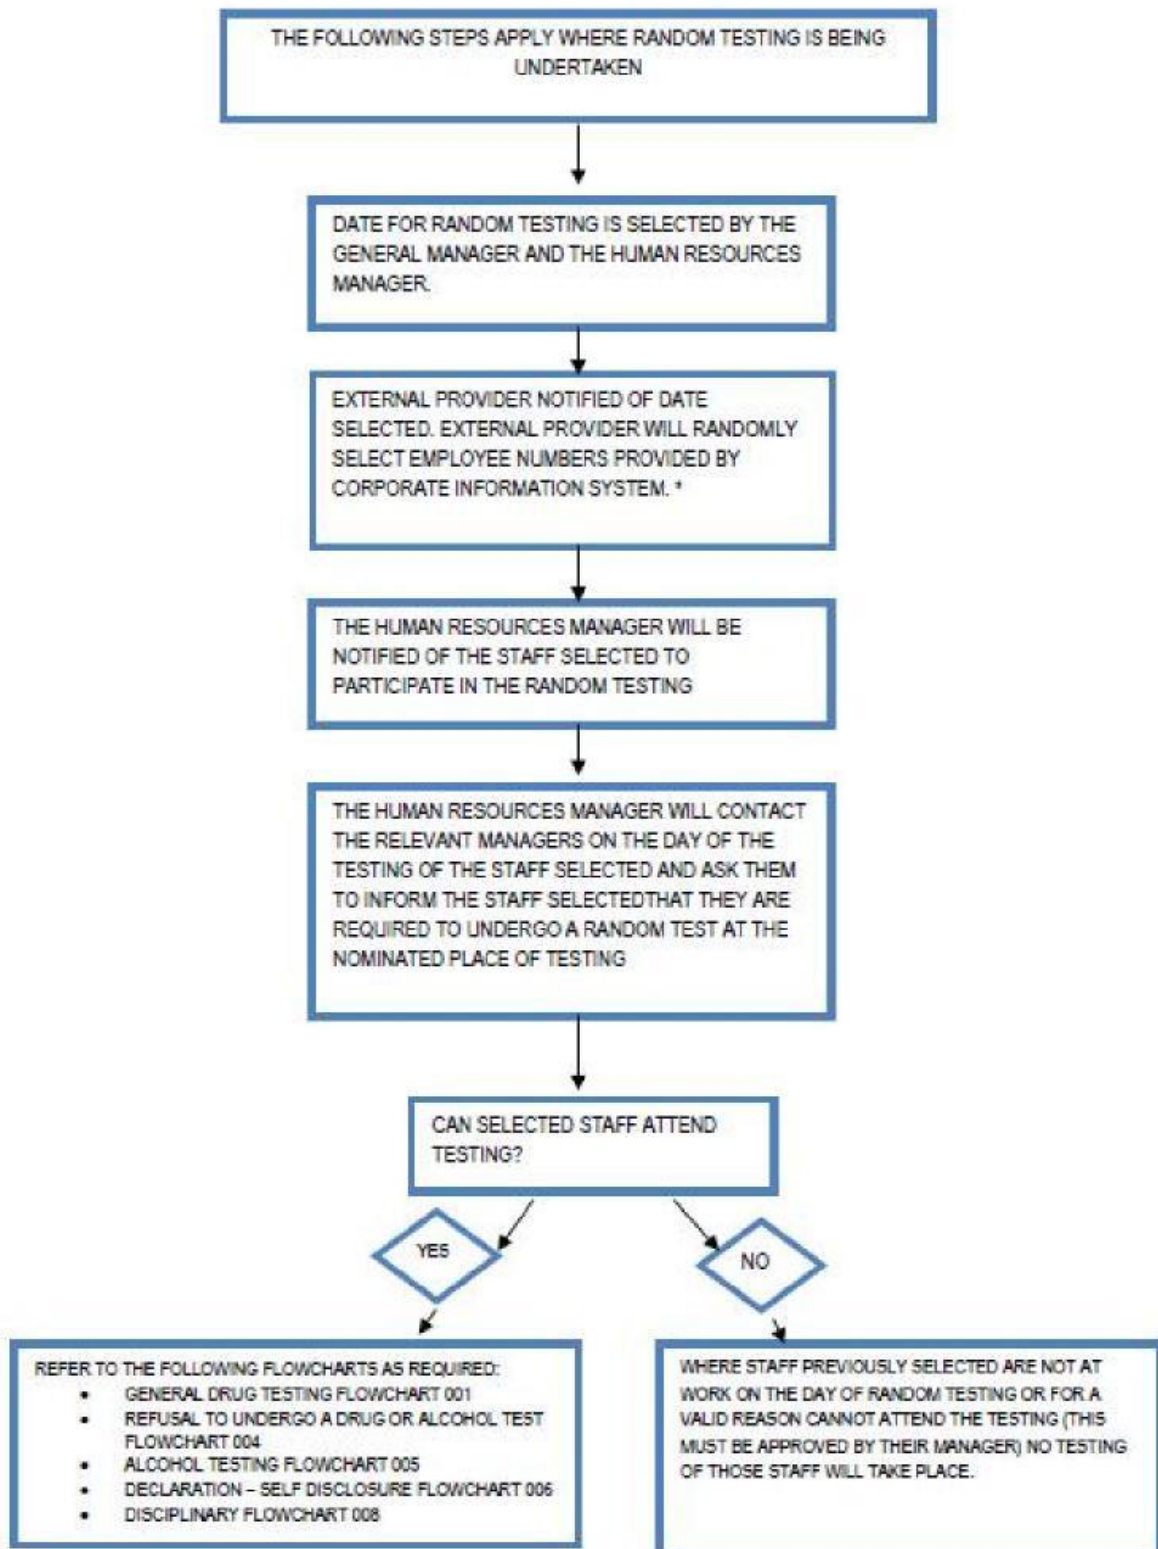 THE FOLLOWING STEPS APPLY WHERE RANDOM TESTING IS BEING
UNDERTAKEN
DATE FOR RANDOM TESTING IS SELECTED BY THE
GENERAL MANAGER AND THE HUMAN RESOURCES
MANAGER.
EXTERNAL PROVIDER NOTIFIED OF DATE
SELECTED. EXTERNAL PROVIDER WILL RANDOMLY
SELECT EMPLOYEE NUMBERS PROVIDED BY
CORPORATE INFORMATION SYSTEM. *
THE HUMAN RESOURCES MANAGER WILL BE
NOTIFIED OF THE STAFF SELECTED TO
PARTICIPATE IN THE RANDOM TESTING
THE HUMAN RESOURCES MANAGER WILL CONTACT
THE RELEVANT MANAGERS ON THE DAY OF THE
TESTING OF THE STAFF SELECTED AND ASK THEM
TO INFORM THE STAFF SELECTEDTHAT THEY ARE
REQUIRED TO UNDERGO A RANDOM TEST AT THE
NOMINATED PLACE OF TESTING
CAN SELECTED STAFF ATTEND
TESTING?
YES
NO
REFER TO THE FOLLOWING FLOWCHARTS AS REQUIRED:
• GENERAL DRUG TESTING FLOWCHART 001
• REFUSAL TO UNDERGO A DRUG OR ALCOHOL TEST
FLOWCHART 004
• ALCOHOL TESTING FLOWCHART 005
• DECLARATION – SELF DISCLOSURE FLOWCHART 006
• DISCIPLINARY FLOWCHART 008
WHERE STAFF PREVIOUSLY SELECTED ARE NOT AT
WORK ON THE DAY OF RANDOM TESTING OR FOR A
VALID REASON CANNOT ATTEND THE TESTING (THIS
MUST BE APPROVED BY THEIR MANAGER) NO TESTING
OF THOSE STAFF WILL TAKE PLACE.